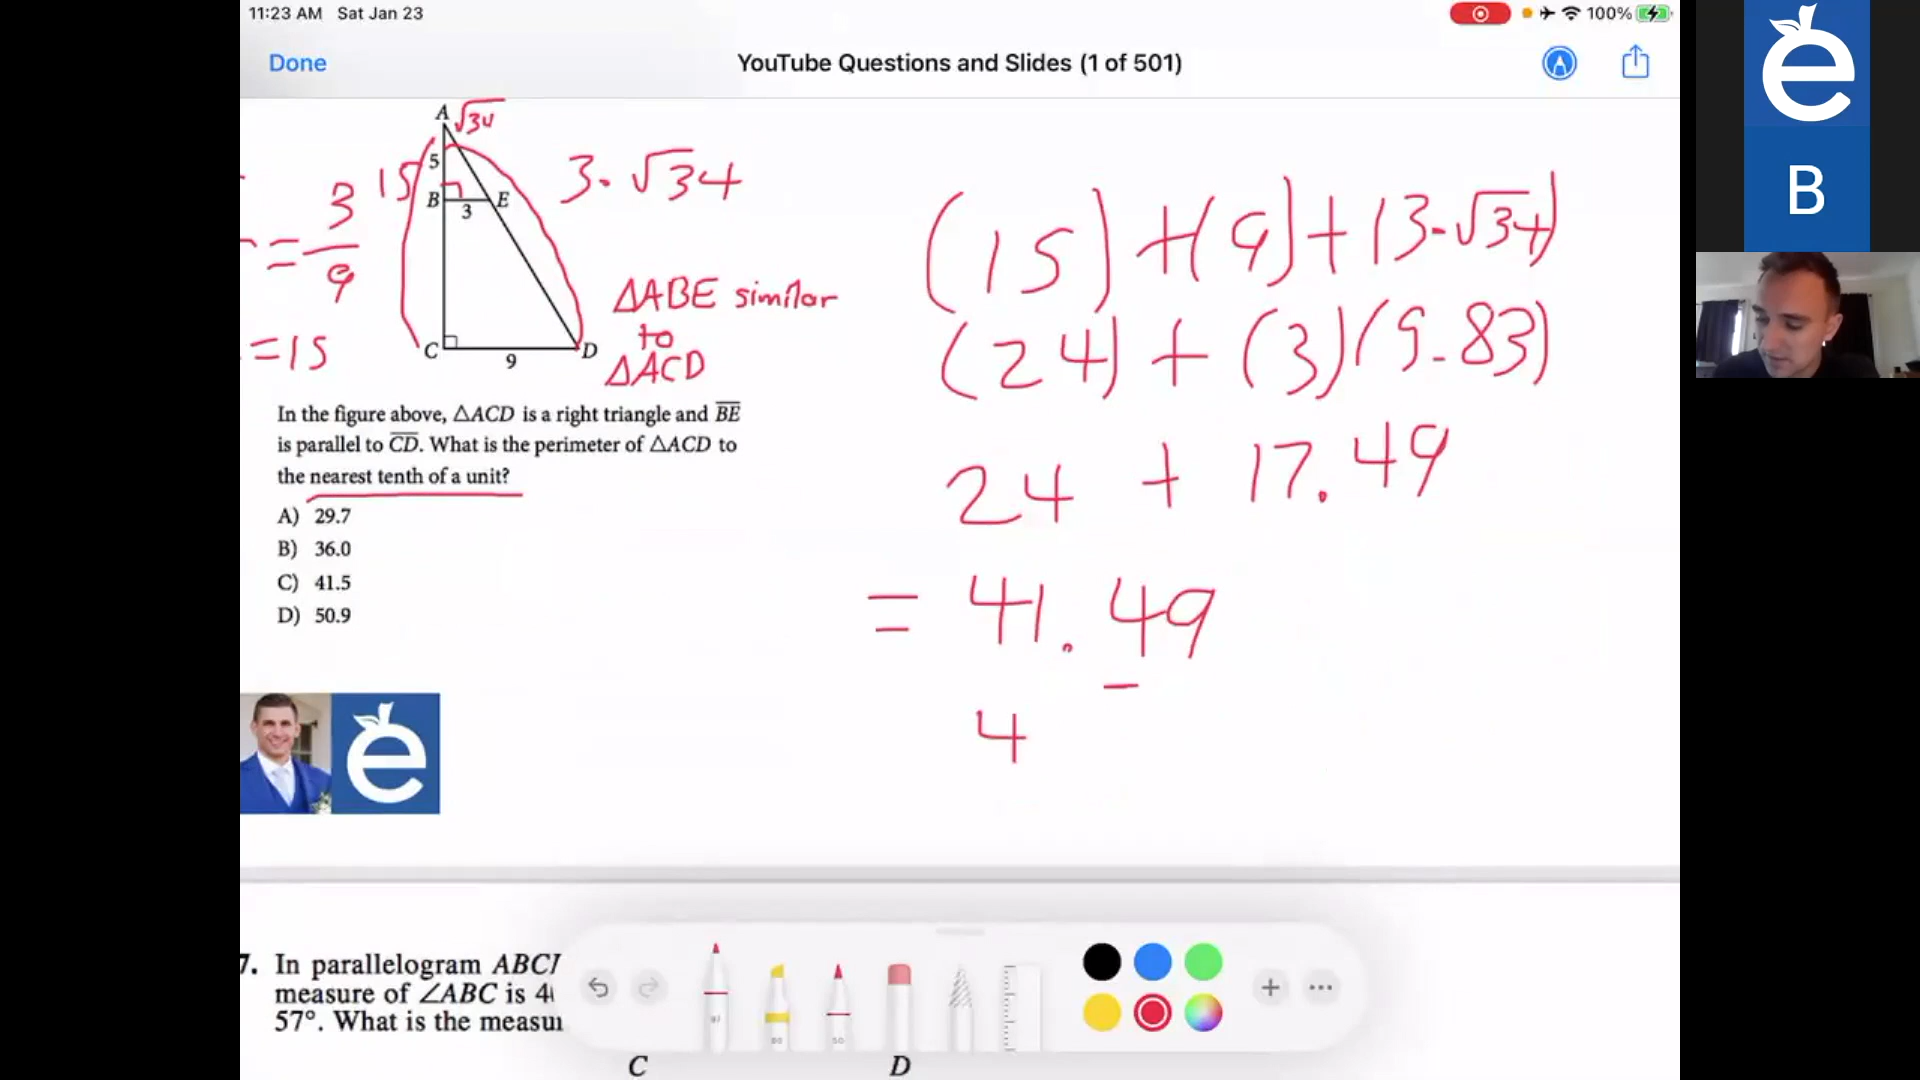 11:23 AM Sat Jan 23
100%
Done
YouTube Questions and Slides (1 of 501)
A √34
5
15
B
3
E
3·√34
= 3/9
=15
C
9
D
△ABE similar
to
△ACD
In the figure above, △ACD is a right triangle and BE
is parallel to CD. What is the perimeter of △ACD to
the nearest tenth of a unit?
A) 29.7
B) 36.0
C) 41.5
D) 50.9
(15)+(9)+(3·√34)
(24)+(3)(5.83)
24 + 17.49
= 41.49
4
e
B
e
7. In parallelogram ABC
measure of ∠ABC is 4
57°. What is the measu
C
D